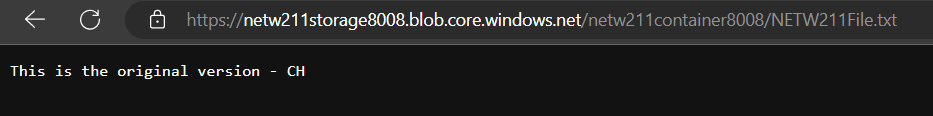 https://netw211storage8008.blob.core.windows.net/netw211container8008/NETW211File.txt
This is the original version - CH